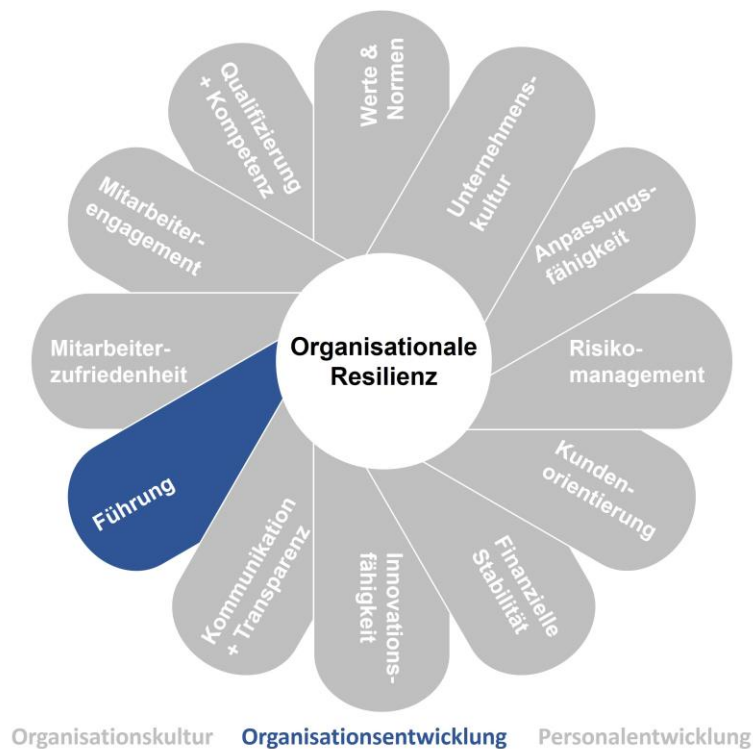 Organisationale
Resilienz
Werte &
Normen
Unternehmens-
kultur
Anpassungs-
fähigkeit
Risiko-
management
Kunden-
orientierung
Finanzielle
Stabilität
Innovations-
fähigkeit
Kommunikation
+ Transparenz
Führung
Mitarbeiter-
zufriedenheit
Mitarbeiter-
engagement
Qualifizierung
+ Kompetenz
Organisationskultur Organisationsentwicklung Personalentwicklung